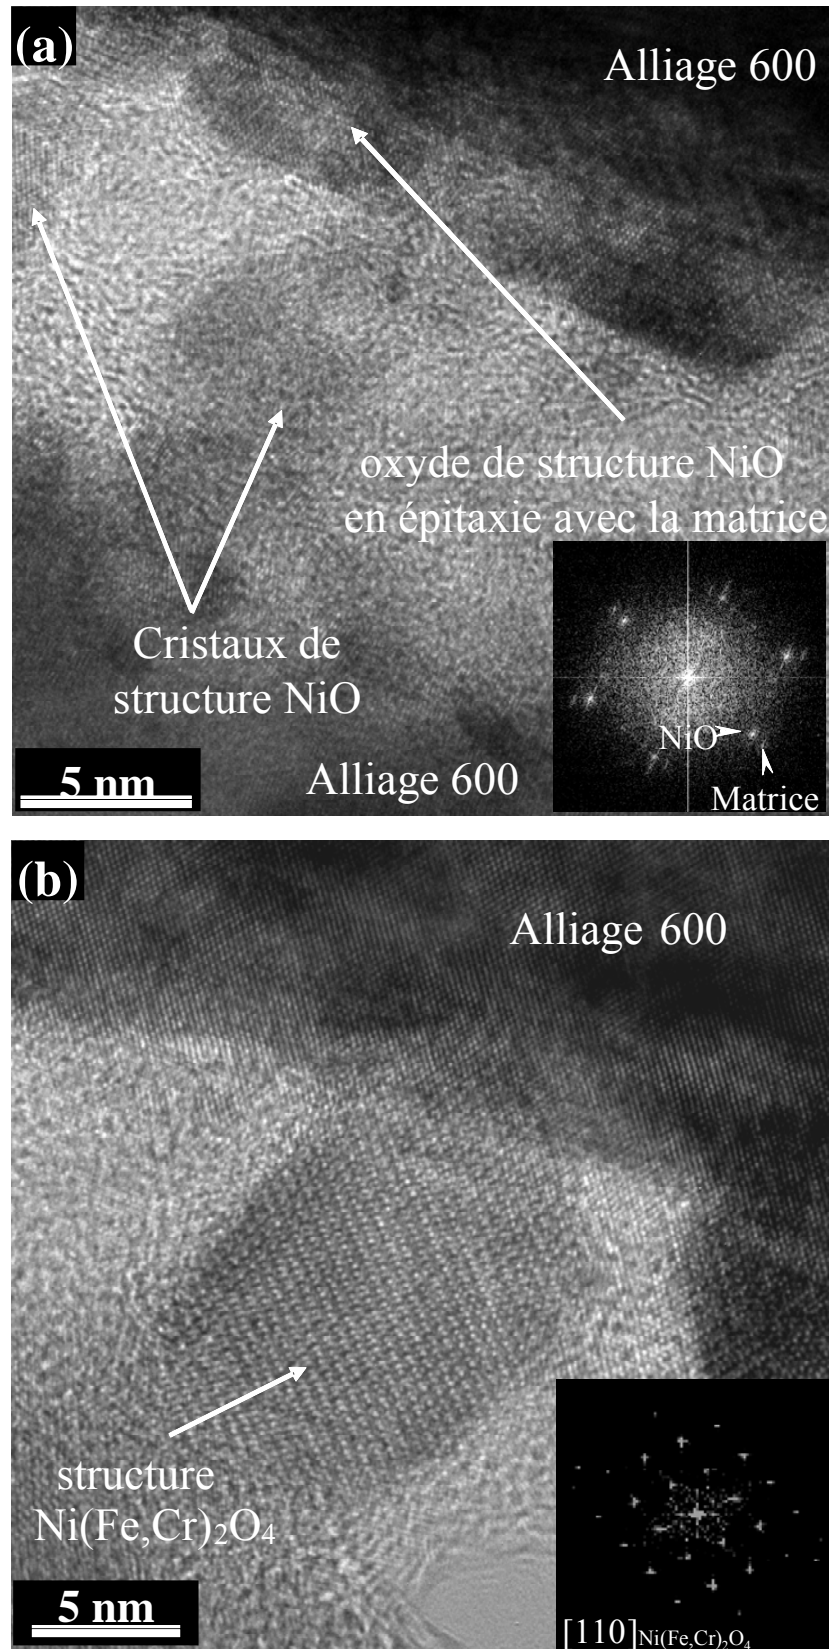 (a)
Alliage 600
oxyde de structure NiO
en épitaxie avec la matrice
Cristaux de
structure NiO
NiO
Matrice
5 nm
Alliage 600
(b)
Alliage 600
structure
Ni(Fe,Cr)₂O₄
5 nm
[110]Ni(Fe,Cr)₂O₄